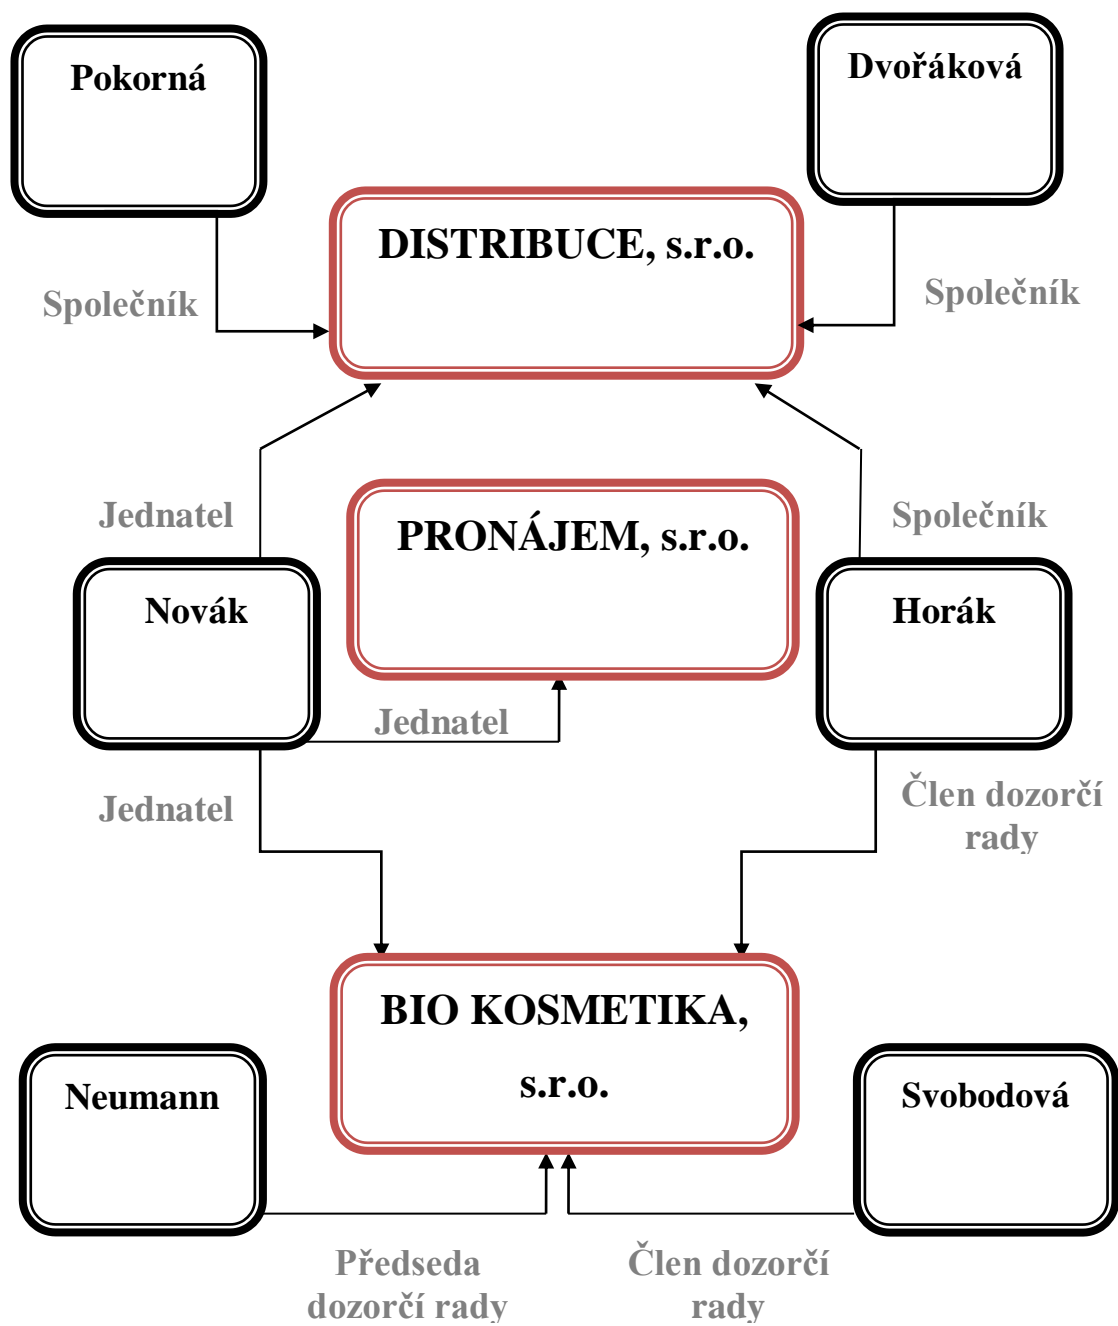 Pokorná
Dvořáková
DISTRIBUCE, s.r.o.
Společník
Společník
Jednatel
Společník
PRONÁJEM, s.r.o.
Novák
Horák
Jednatel
Jednatel
Člen dozorčí
rady
BIO KOSMETIKA,
s.r.o.
Neumann
Svobodová
Předseda
dozorčí rady
Člen dozorčí
rady